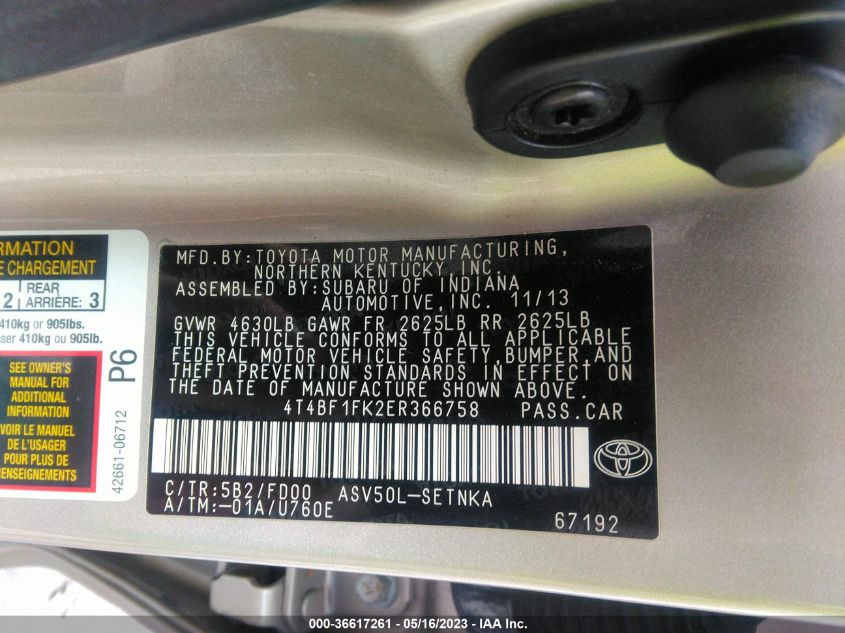 RMATION
E CHARGEMENT
2 REAR ARRIÈRE: 3
410kg or 905lbs.
ser 410kg ou 905lb.
SEE OWNER'S
MANUAL FOR
ADDITIONAL
INFORMATION
VOIR LE MANUEL
DE L'USAGER
POUR PLUS DE
RENSEIGNEMENTS
P6
42661-06712
MFD.BY:TOYOTA MOTOR MANUFACTURING,
NORTHERN KENTUCKY,INC.
ASSEMBLED BY:SUBARU OF INDIANA
AUTOMOTIVE,INC. 11/13
GVWR 4630LB GAWR FR 2625LB RR 2625LB
THIS VEHICLE CONFORMS TO ALL APPLICABLE
FEDERAL MOTOR VEHICLE SAFETY,BUMPER,AND
THEFT PREVENTION STANDARDS IN EFFECT ON
THE DATE OF MANUFACTURE SHOWN ABOVE.
4T4BF1FK2ER366758 PASS.CAR
C/TR:5B2/FD00 ASV50L-SETNKA
A/TM:-01A/U760E
67192
000-36617261 - 05/16/2023 - IAA Inc.